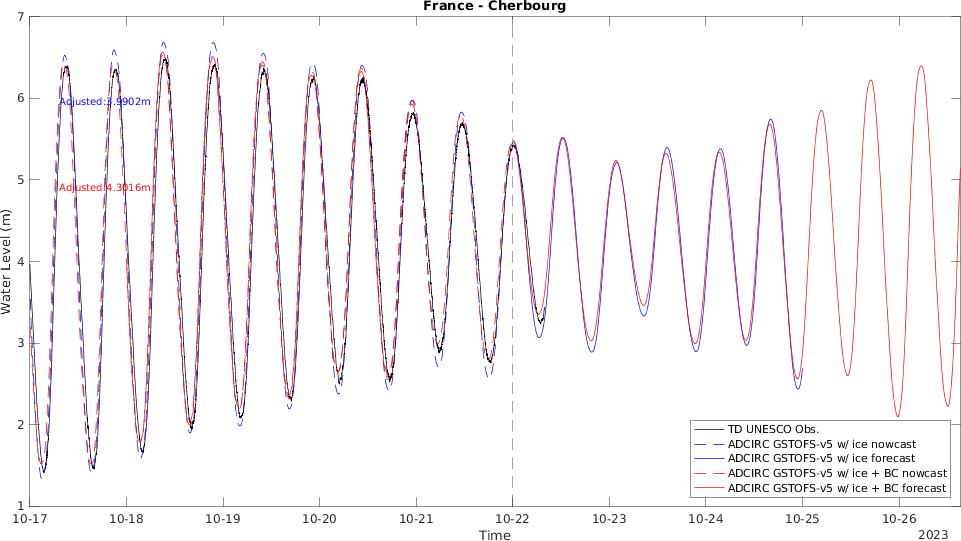 France - Cherbourg
7
6
5
4
3
2
1
Water Level (m)
Adjusted:3.9902m
Adjusted:4.3016m
TD UNESCO Obs.
ADCIRC GSTOFS-v5 w/ ice nowcast
ADCIRC GSTOFS-v5 w/ ice forecast
ADCIRC GSTOFS-v5 w/ ice + BC nowcast
ADCIRC GSTOFS-v5 w/ ice + BC forecast
10-17 10-18 10-19 10-20 10-21 10-22 10-23 10-24 10-25 10-26
Time
2023